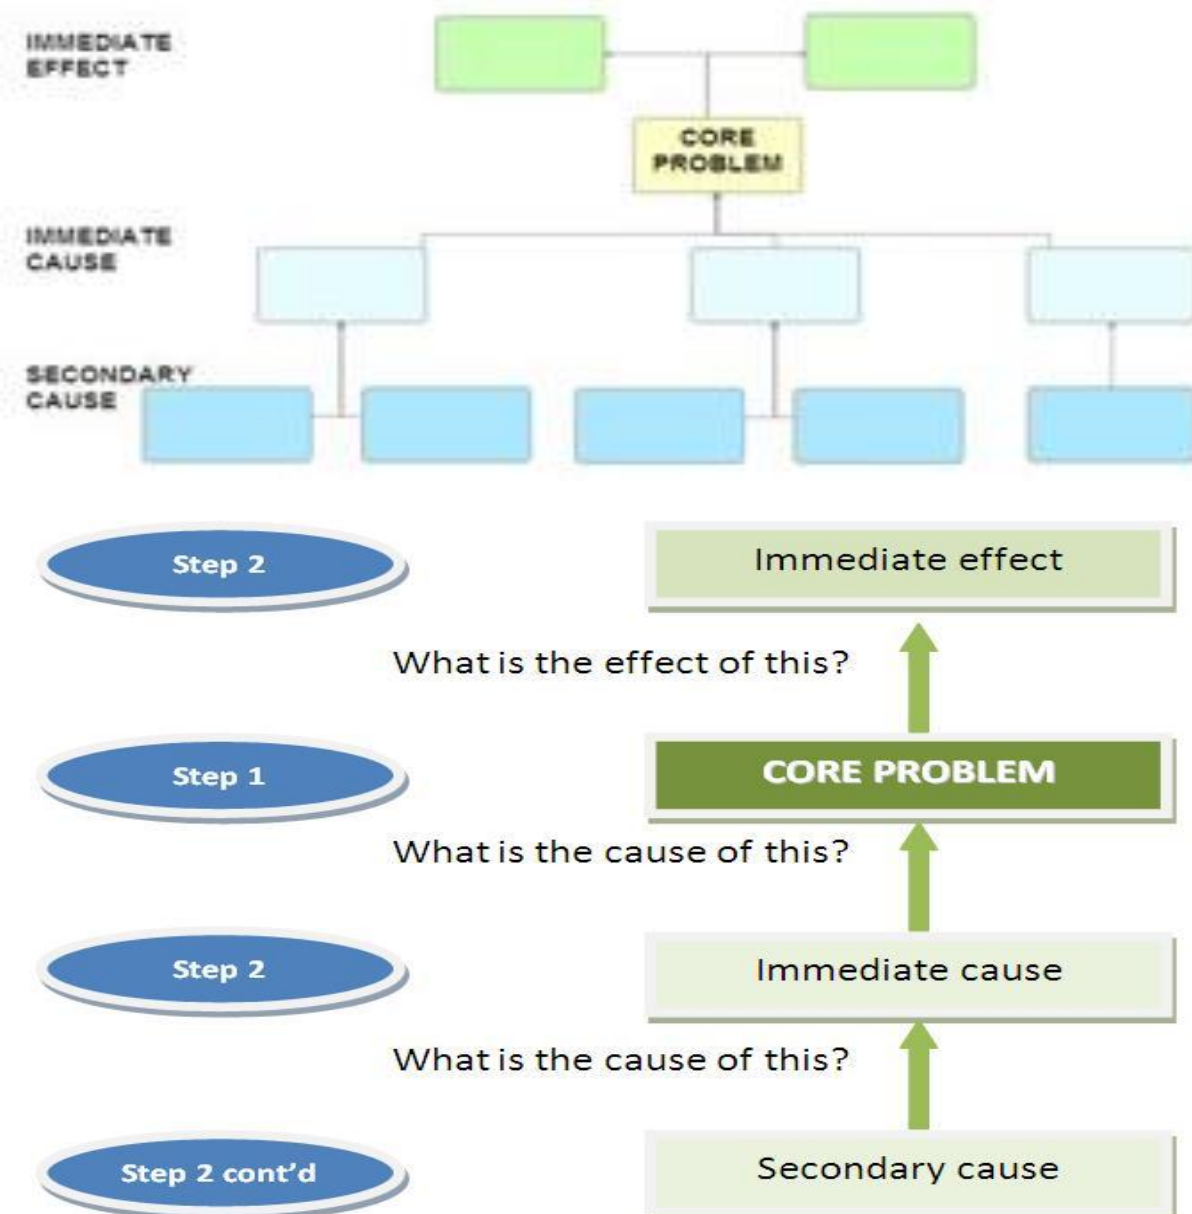 IMMEDIATE
EFFECT
CORE
PROBLEM
IMMEDIATE
CAUSE
SECONDARY
CAUSE
Step 2
Immediate effect
What is the effect of this?
Step 1
CORE PROBLEM
What is the cause of this?
Step 2
Immediate cause
What is the cause of this?
Step 2 cont’d
Secondary cause